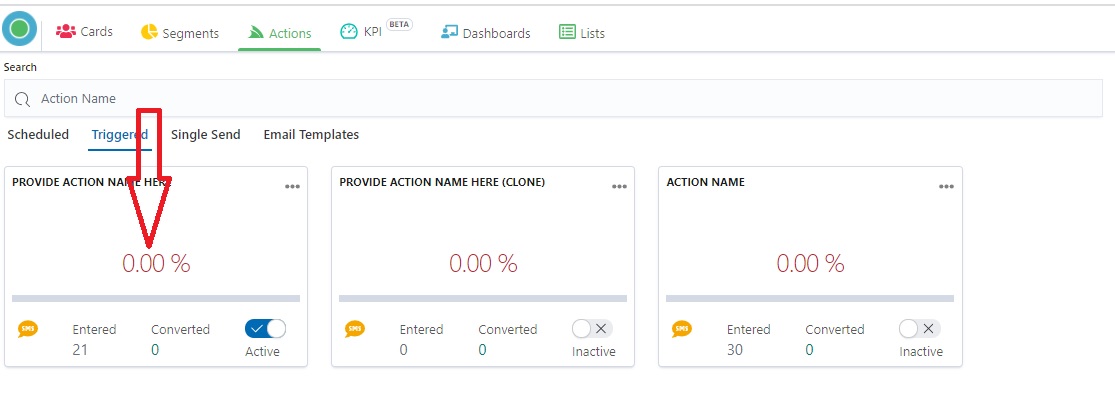 Cards Segments Actions KPI BETA Dashboards Lists
Search
Action Name
Scheduled Triggered Single Send Email Templates
PROVIDE ACTION NAME HERE
0.00 %
SMS Entered Converted
21 0 Active
PROVIDE ACTION NAME HERE (CLONE)
0.00 %
SMS Entered Converted
0 0 Inactive
ACTION NAME
0.00 %
SMS Entered Converted
30 0 Inactive